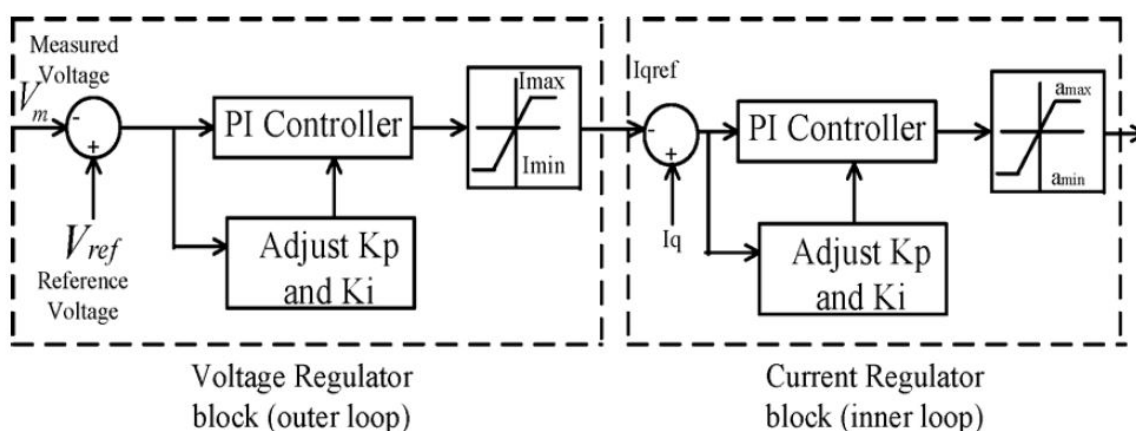 Measured
Voltage
Vm
-
+
Vref
Reference
Voltage
PI Controller
Adjust Kp
and Ki
Imax
Imin
Voltage Regulator
block (outer loop)
Iqref
-
+
Iq
PI Controller
Adjust Kp
and Ki
amax
amin
Current Regulator
block (inner loop)